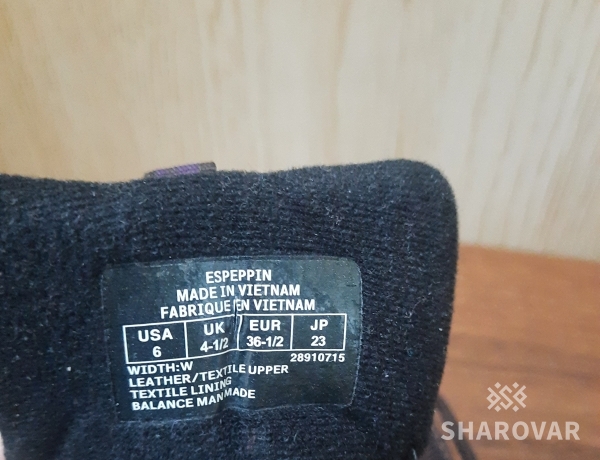 ESPEPPIN
MADE IN VIETNAM
FABRIQUE EN VIETNAM
USA UK EUR JP
6 4-1/2 36-1/2 23
28910715
WIDTH:W
LEATHER/TEXTILE UPPER
TEXTILE LINING
BALANCE MANMADE
SHAROVAR